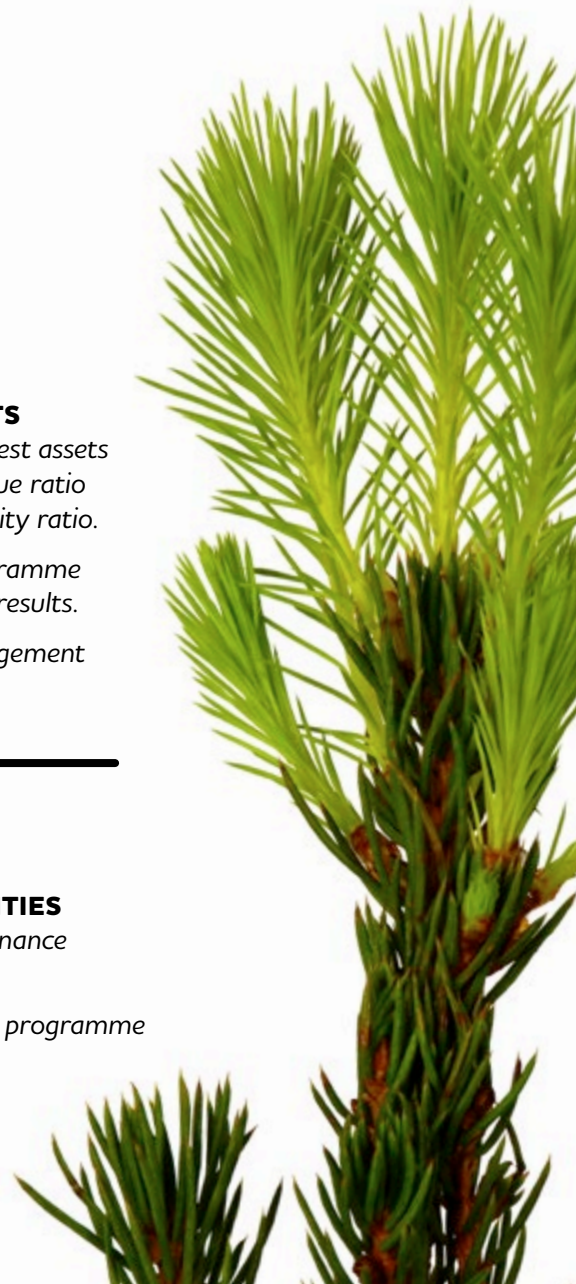 TS
est assets
ue ratio
ity ratio.
ramme
results.
gement
TIES
nance
programme